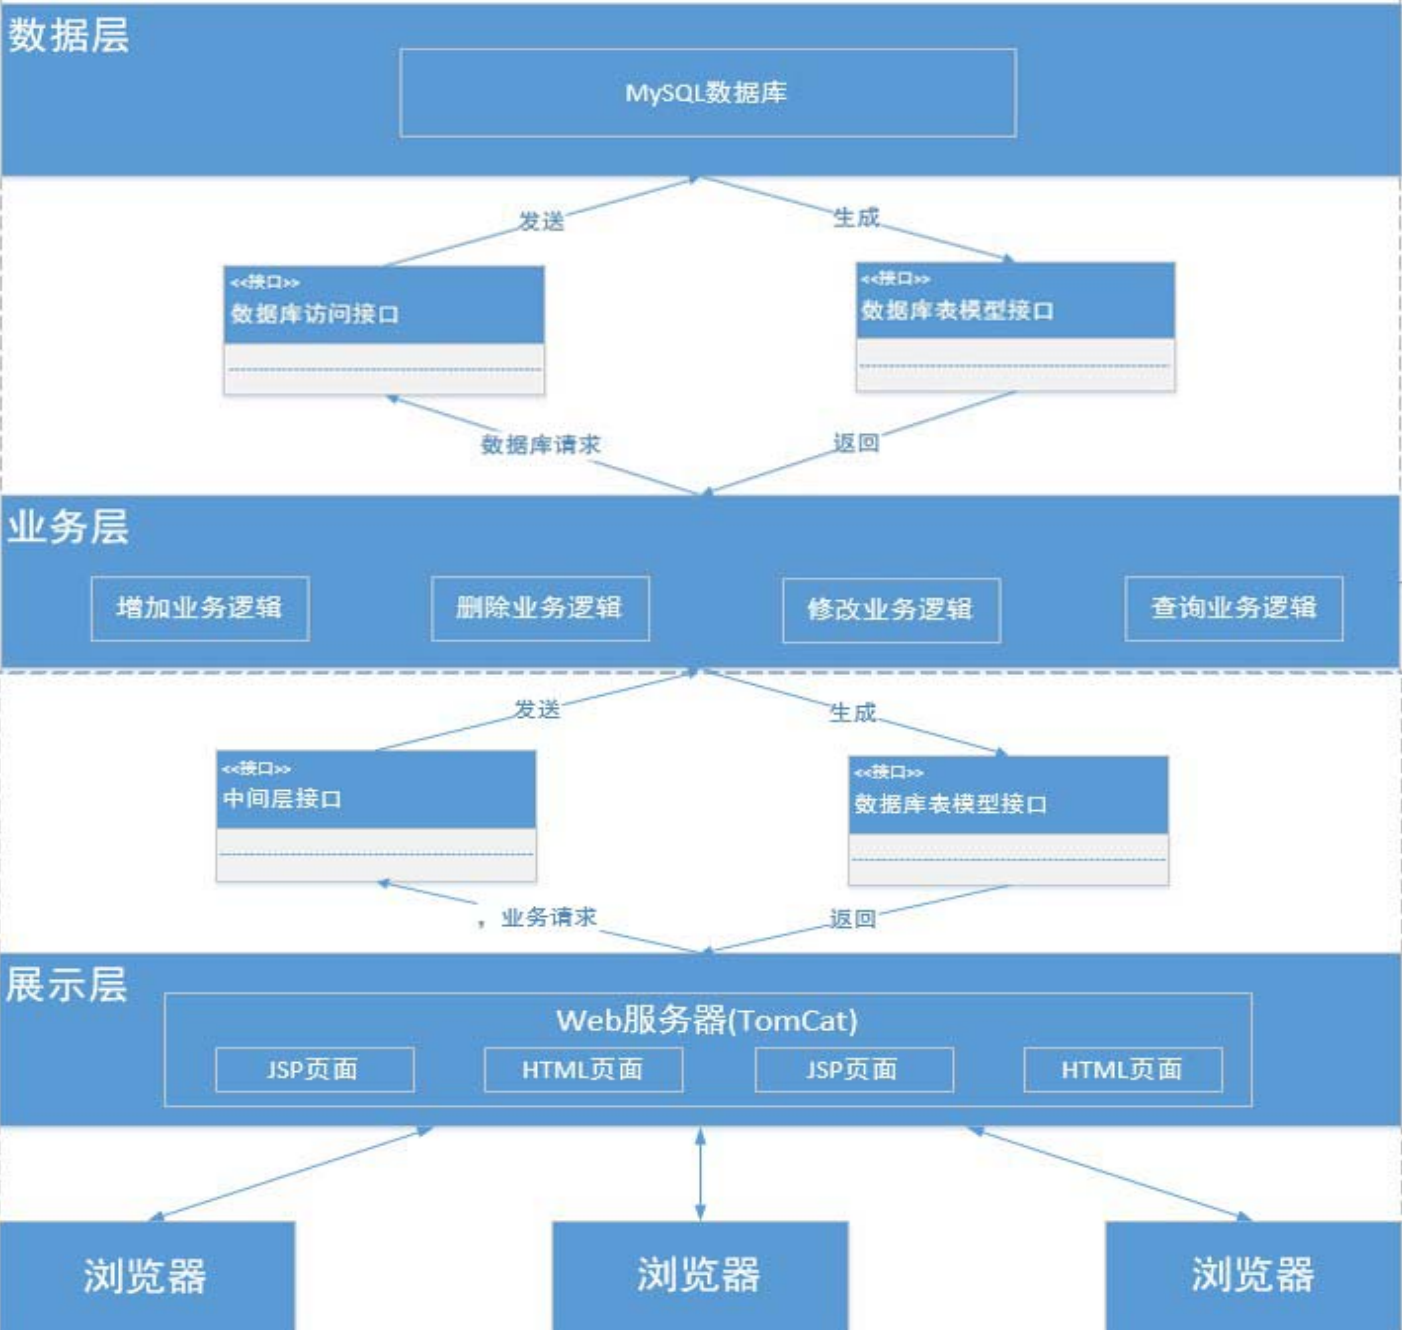 数据层
MySQL数据库
发送
生成
<<接口>>
数据库访问接口
<<接口>>
数据库表模型接口
数据库请求
返回
业务层
增加业务逻辑
删除业务逻辑
修改业务逻辑
查询业务逻辑
发送
生成
<<接口>>
中间层接口
<<接口>>
数据库表模型接口
，业务请求
返回
展示层
Web服务器(TomCat)
JSP页面
HTML页面
JSP页面
HTML页面
浏览器
浏览器
浏览器